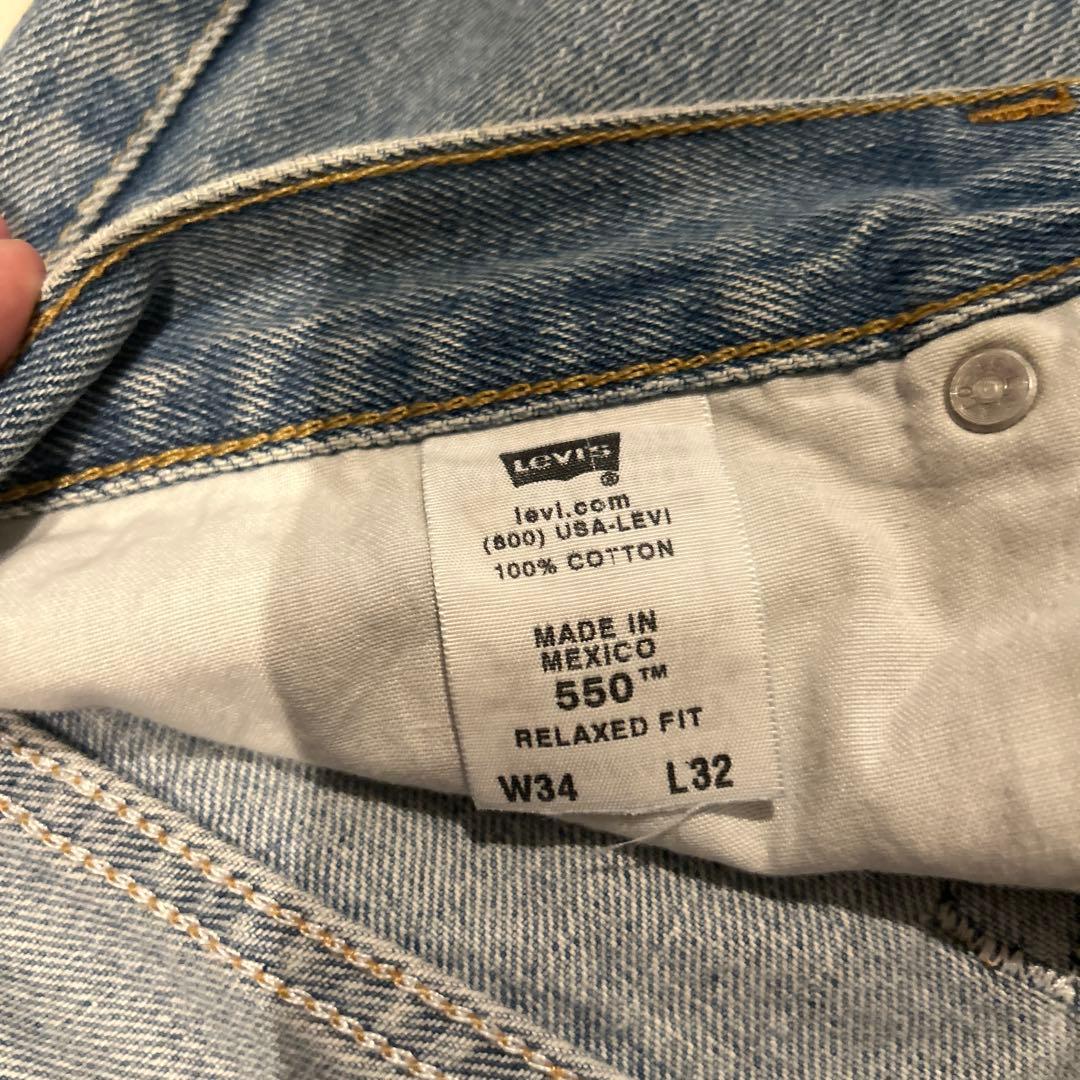 LEVI'S ®
levi.com
(800) USA-LEVI
100% COTTON
MADE IN
MEXICO
550™
RELAXED FIT
W34 L32